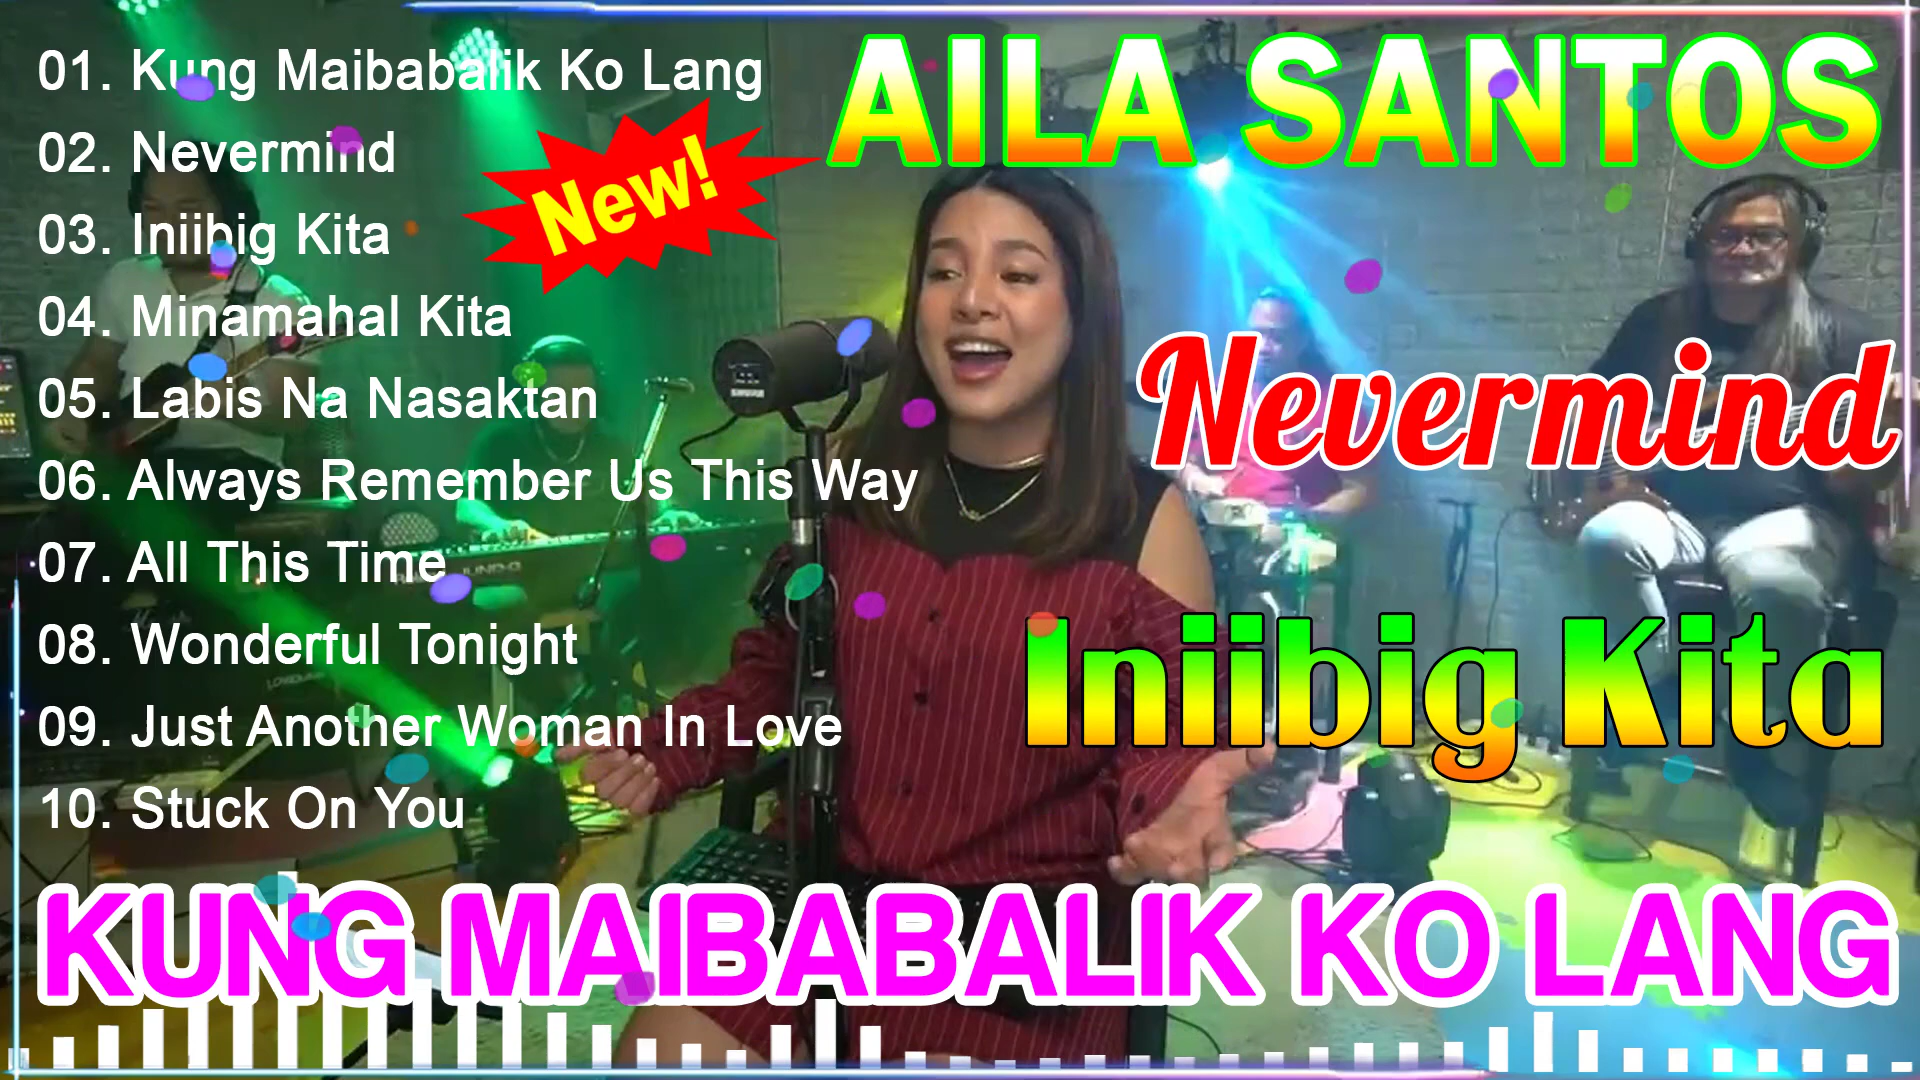 01. Kung Maibabalik Ko Lang
02. Nevermind
03. Iniibig Kita
04. Minamahal Kita
05. Labis Na Nasaktan
06. Always Remember Us This Way
07. All This Time
08. Wonderful Tonight
09. Just Another Woman In Love
10. Stuck On You
New!
AILA SANTOS
Nevermind
Iniibig Kita
KUNG MAIBABALIK KO LANG
SHURE
JUNO-G